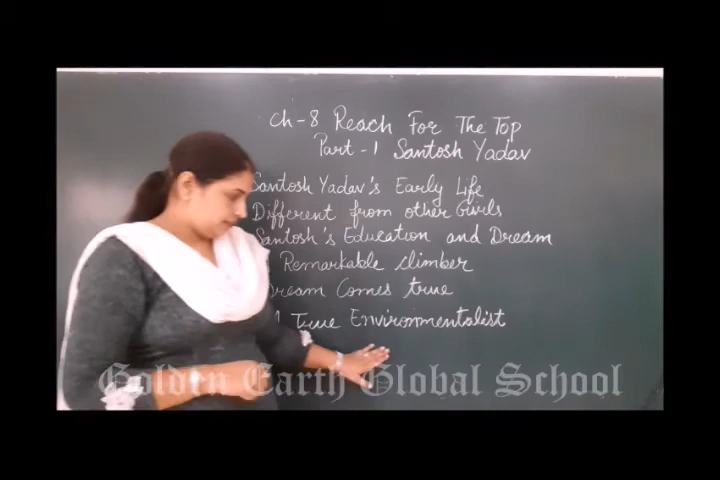 Ch-8 Reach For The Top
Part-1 Santosh Yadav
Santosh Yadav's Early Life
Different from other Girls
Santosh's Education and Dream
Remarkable climber
Dream Comes true
A True Environmentalist
Golden Earth Global School